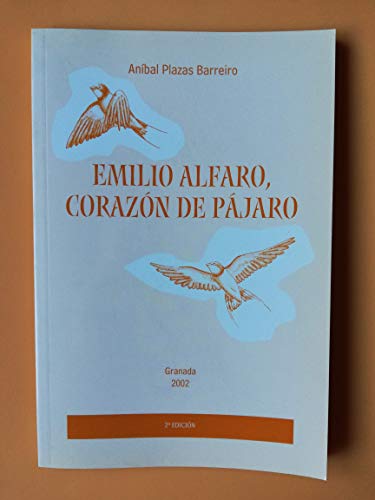 Aníbal Plazas Barreiro
EMILIO ALFARO,
CORAZÓN DE PÁJARO
Granada
2002
2ª EDICIÓN